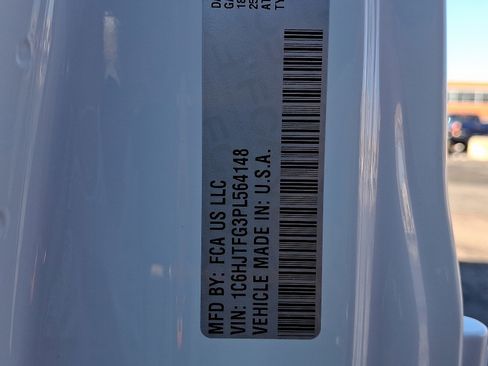 MFD BY: FCA US LLC
VIN: 1C6HJTFG3PL564148
VEHICLE MADE IN: U.S.A.